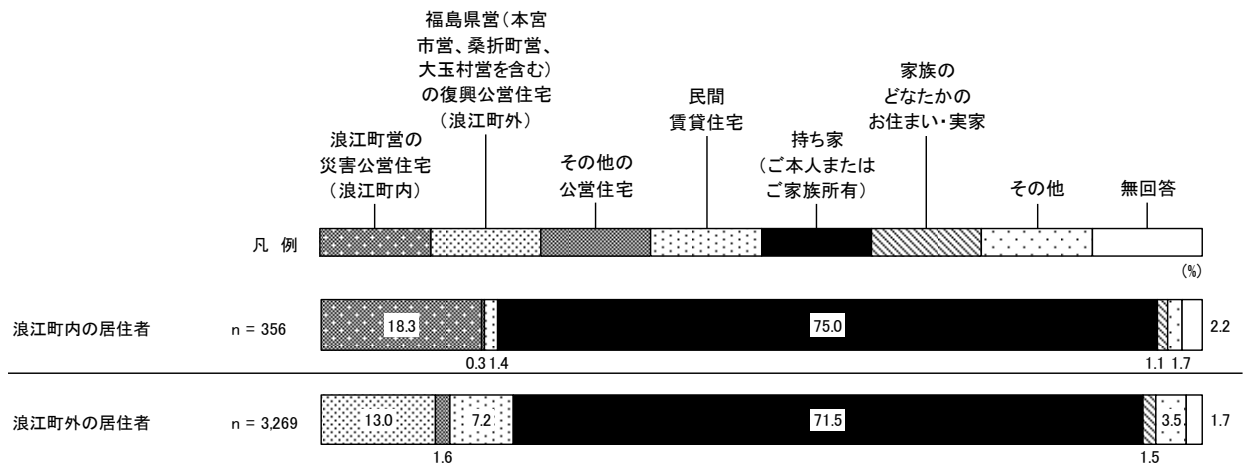 福島県営(本宮
市営、桑折町営、
大玉村営を含む)
の復興公営住宅
(浪江町外)
浪江町営の
災害公営住宅
(浪江町内)
その他の
公営住宅
民間
賃貸住宅
持ち家
(ご本人または
ご家族所有)
家族の
どなたかの
お住まい・実家
その他
無回答
凡 例
(%)
浪江町内の居住者 n = 356 18.3 75.0 2.2
0.3 1.4 1.1 1.7
浪江町外の居住者 n = 3,269 13.0 7.2 71.5 3.5 1.7
1.6 1.5